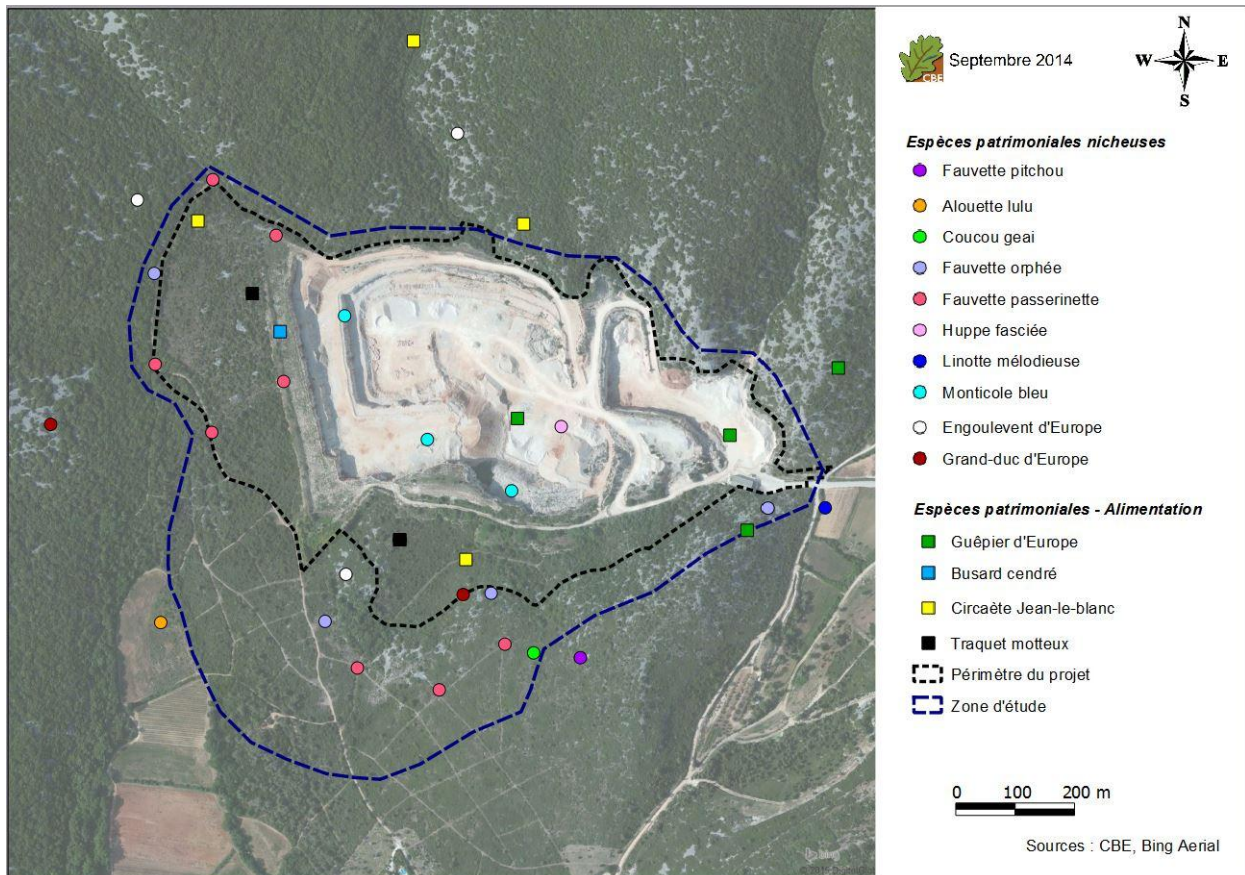 N
W E
S
CBE
Septembre 2014
Espèces patrimoniales nicheuses
Fauvette pitchou
Alouette lulu
Coucou geai
Fauvette orphée
Fauvette passerinette
Huppe fasciée
Linotte mélodieuse
Monticole bleu
Engoulevent d'Europe
Grand-duc d'Europe
Espèces patrimoniales - Alimentation
Guêpier d'Europe
Busard cendré
Circaète Jean-le-blanc
Traquet motteux
Périmètre du projet
Zone d'étude
0 100 200 m
Sources : CBE, Bing Aerial
bing